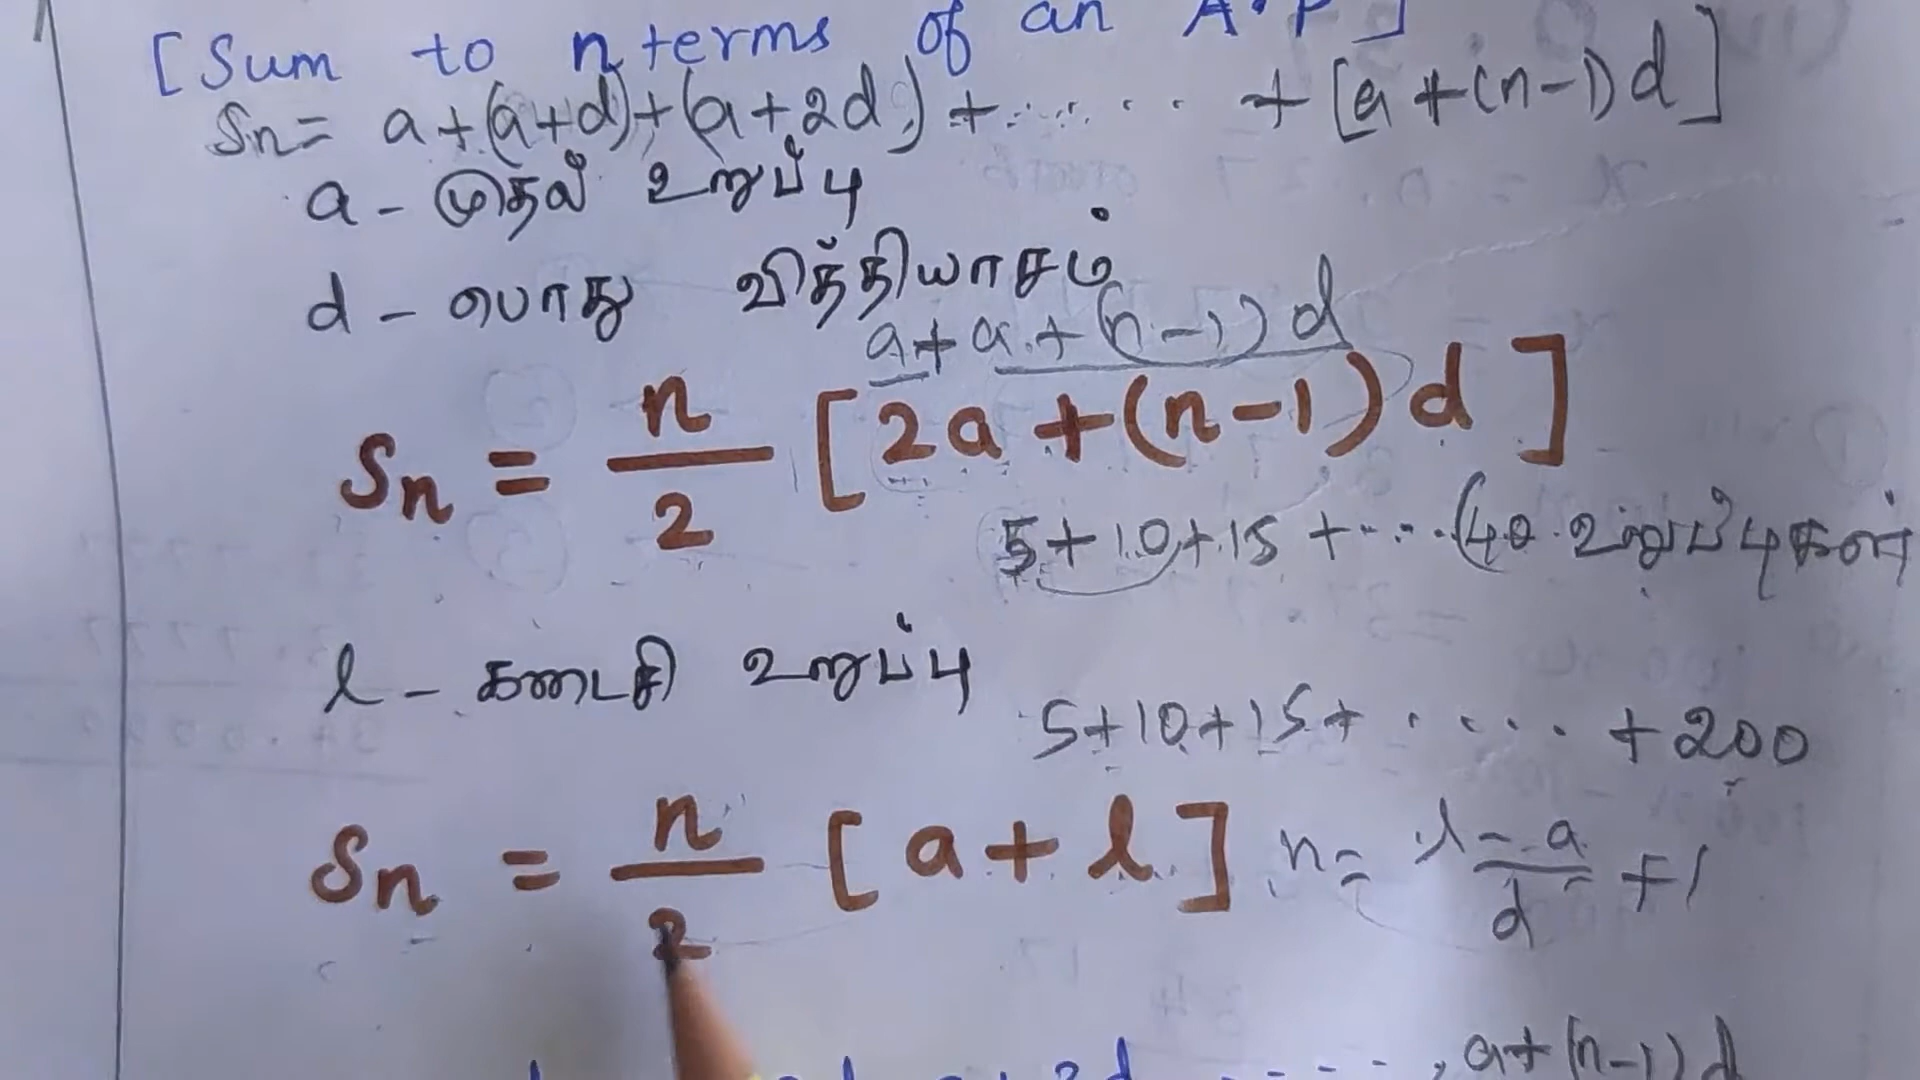 [Sum to n terms of an A.P]
Sn = a+(a+d)+(a+2d)+...... +[a+(n-1)d]
a - முதல் உறுப்பு
d - பொது வித்தியாசம்
a+a+(n-1)d
Sn = n/2 [2a+(n-1)d]
5+10+15+....(40 உறுப்புகள்
l - கடைசி உறுப்பு
5+10+15+.....+200
Sn = n/2 [a+l] n = l-a/d +1
, a+(n-1)d